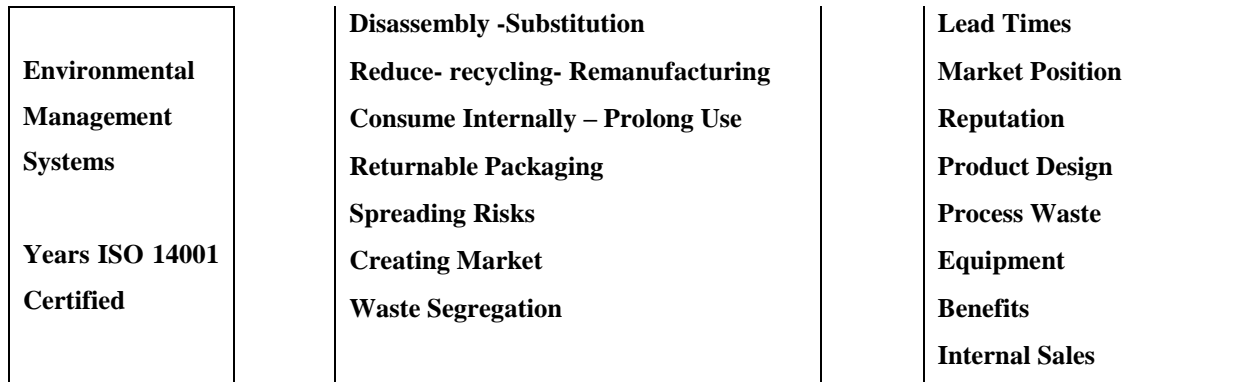 Environmental
Management
Systems
Years ISO 14001
Certified
Disassembly -Substitution
Reduce- recycling- Remanufacturing
Consume Internally – Prolong Use
Returnable Packaging
Spreading Risks
Creating Market
Waste Segregation
Lead Times
Market Position
Reputation
Product Design
Process Waste
Equipment
Benefits
Internal Sales